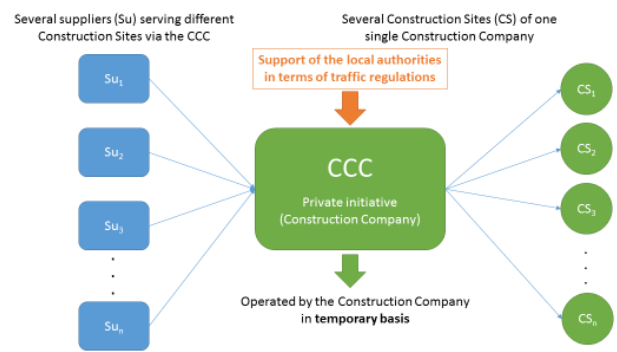 Several suppliers (Su) serving different
Construction Sites via the CCC
Several Construction Sites (CS) of one
single Construction Company
Support of the local authorities
in terms of traffic regulations
Su1
Su2
Su3
Sun
CCC
Private initiative
(Construction Company)
CS1
CS2
CS3
CSn
Operated by the Construction Company
in temporary basis